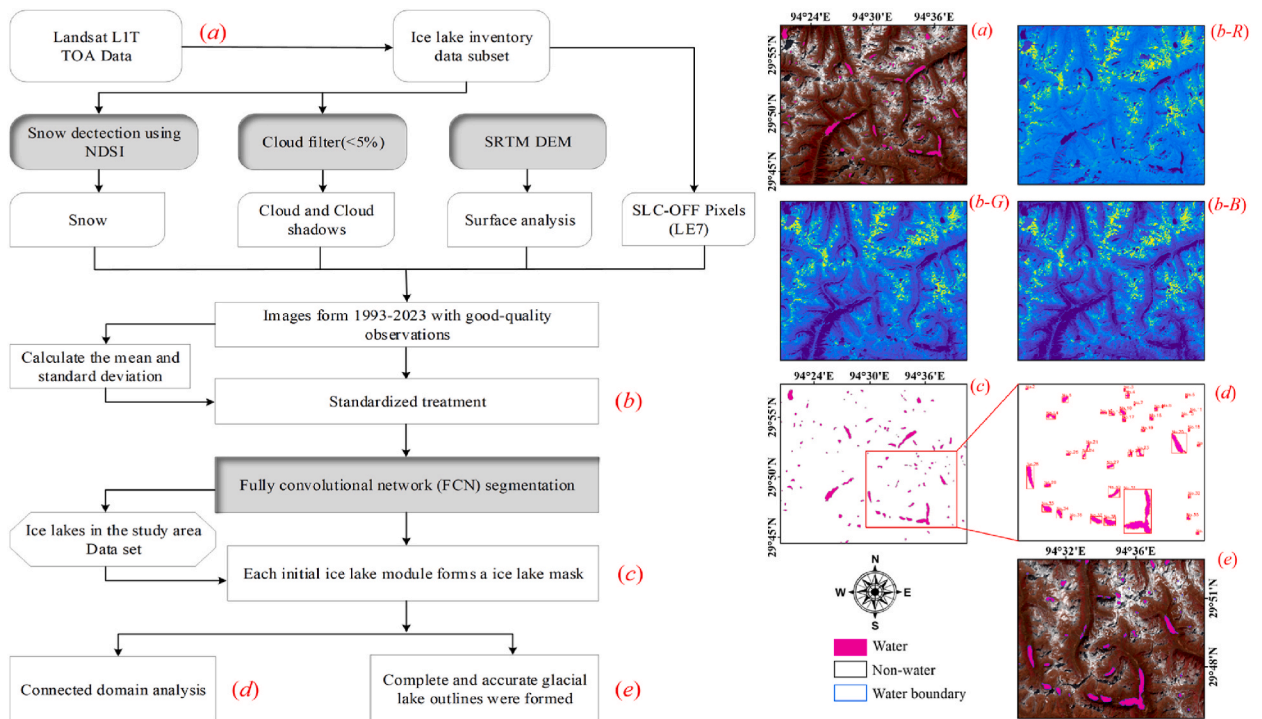 Landsat L1T
TOA Data
(a)
Ice lake inventory
data subset
Snow dectection using
NDSI
Cloud filter(<5%)
SRTM DEM
Snow
Cloud and Cloud
shadows
Surface analysis
SLC-OFF Pixels
(LE7)
Images form 1993-2023 with good-quality
observations
Calculate the mean and
standard deviation
Standardized treatment
(b)
Fully convolutional network (FCN) segmentation
Ice lakes in the study area
Data set
Each initial ice lake module forms a ice lake mask
(c)
Connected domain analysis
(d)
Complete and accurate glacial
lake outlines were formed
(e)
94°24′E 94°30′E 94°36′E
(a)
29°55′N
29°50′N
29°45′N
(b-R)
(b-G)
(b-B)
94°24′E 94°30′E 94°36′E
(c)
29°55′N
29°50′N
29°45′N
(d)
94°32′E 94°36′E
(e)
29°51′N
29°48′N
N
W E
S
Water
Non-water
Water boundary